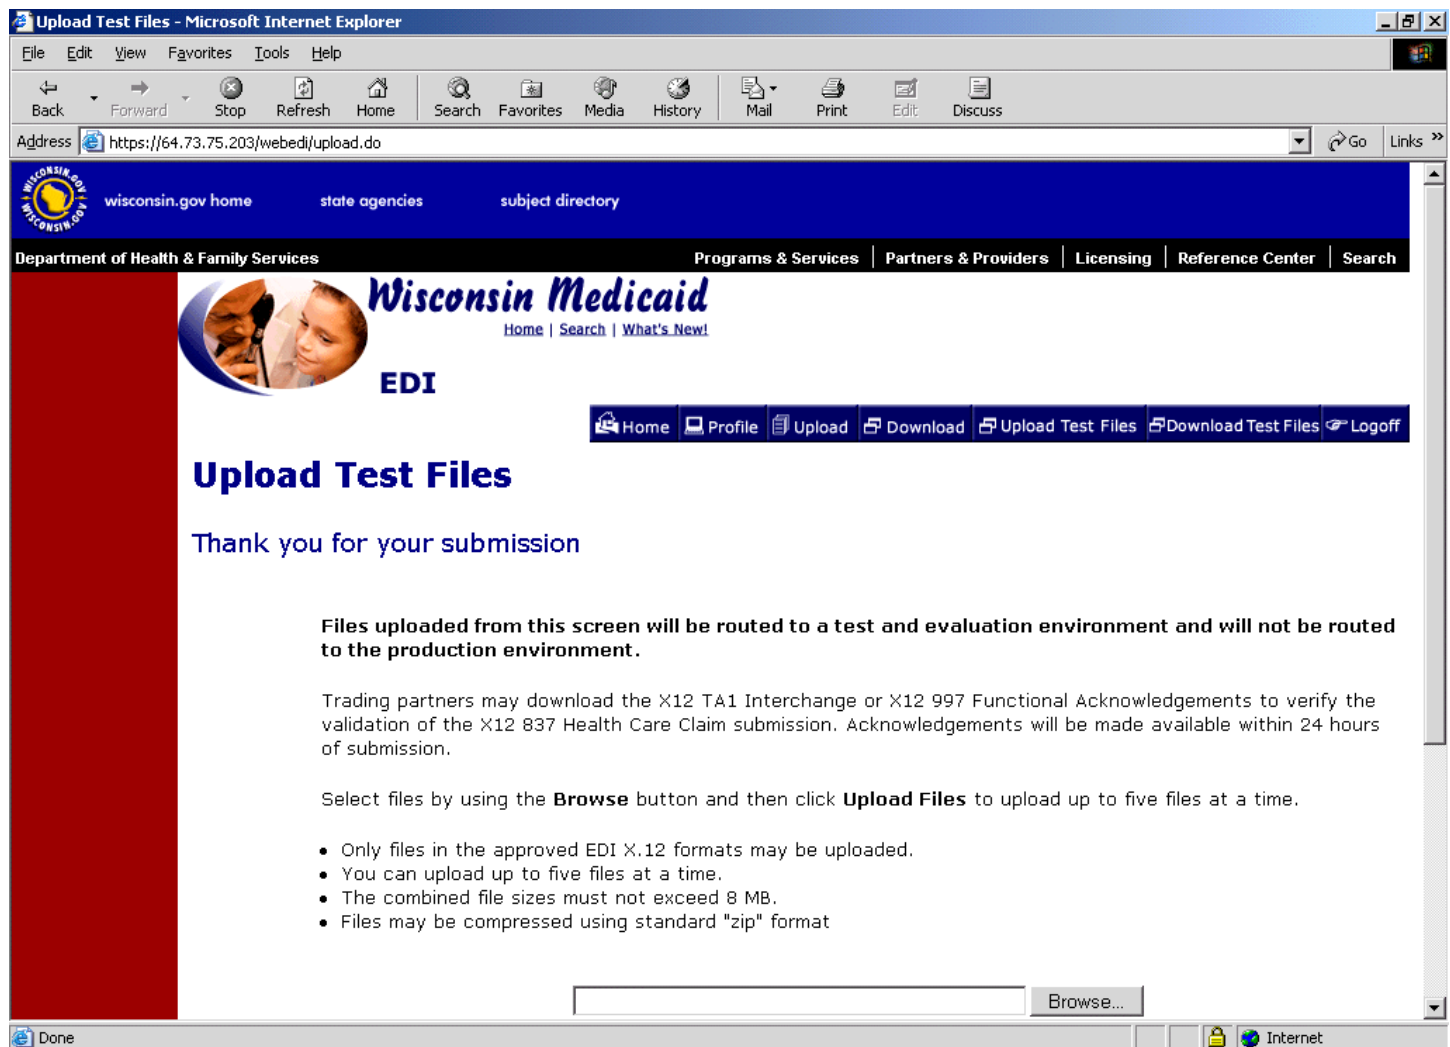 Upload Test Files - Microsoft Internet Explorer
File Edit View Favorites Tools Help
Back Forward Stop Refresh Home Search Favorites Media History Mail Print Edit Discuss
Address https://64.73.75.203/webedi/upload.do Go Links »
WISCONSIN.GOV WISCONSIN.GOV
wisconsin.gov home state agencies subject directory
Department of Health & Family Services Programs & Services | Partners & Providers | Licensing | Reference Center | Search
Wisconsin Medicaid
Home | Search | What's New!
EDI
Home Profile Upload Download Upload Test Files Download Test Files Logoff
Upload Test Files
Thank you for your submission
Files uploaded from this screen will be routed to a test and evaluation environment and will not be routed
to the production environment.
Trading partners may download the X12 TA1 Interchange or X12 997 Functional Acknowledgements to verify the
validation of the X12 837 Health Care Claim submission. Acknowledgements will be made available within 24 hours
of submission.
Select files by using the Browse button and then click Upload Files to upload up to five files at a time.
• Only files in the approved EDI X.12 formats may be uploaded.
• You can upload up to five files at a time.
• The combined file sizes must not exceed 8 MB.
• Files may be compressed using standard "zip" format
Browse...
Done Internet